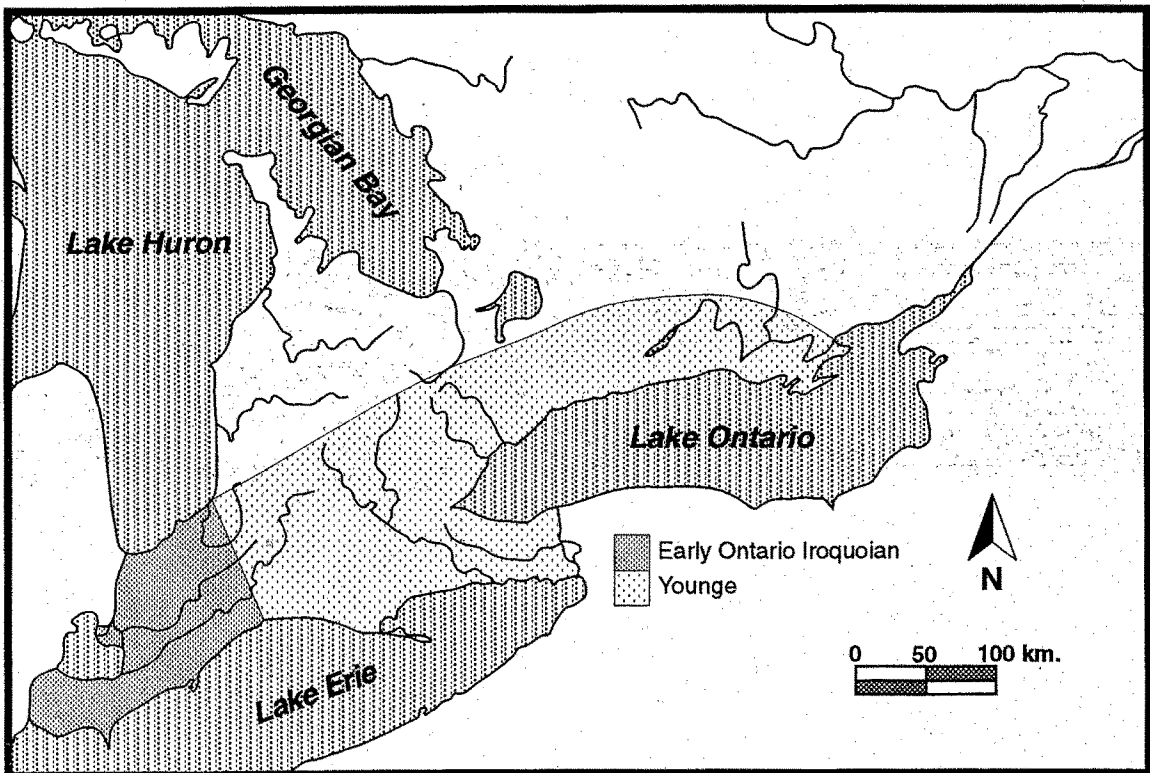 Georgian Bay
Lake Huron
Lake Ontario
Early Ontario Iroquoian
Younge
N
0 50 100 km.
Lake Erie